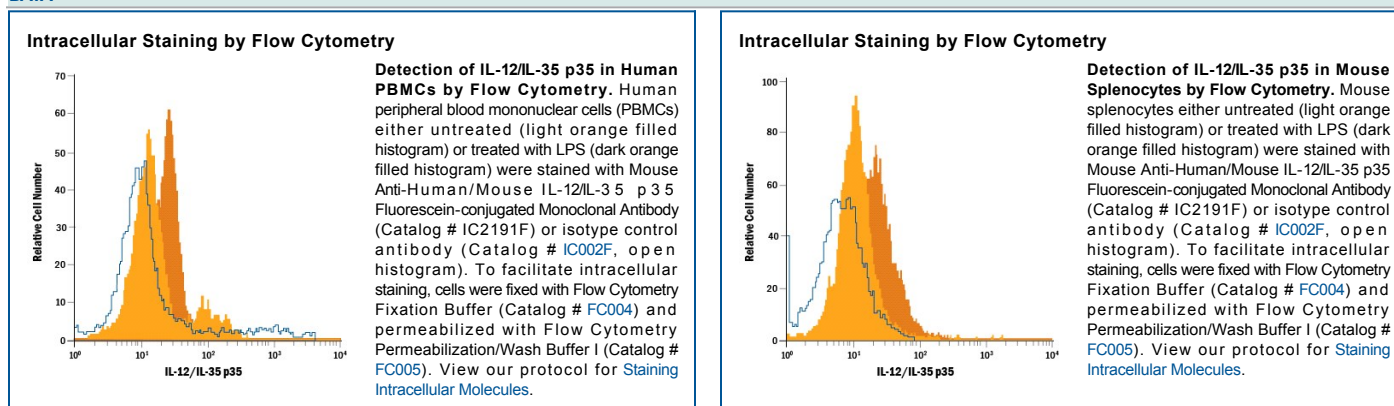 Intracellular Staining by Flow Cytometry
70
60
50
40
30
20
10
0
Relative Cell Number
10⁰ 10¹ 10² 10³ 10⁴
IL-12/IL-35 p35
Detection of IL-12/IL-35 p35 in Human
PBMCs by Flow Cytometry. Human
peripheral blood mononuclear cells (PBMCs)
either untreated (light orange filled
histogram) or treated with LPS (dark orange
filled histogram) were stained with Mouse
Anti-Human/Mouse IL-12/IL-35 p35
Fluorescein-conjugated Monoclonal Antibody
(Catalog # IC2191F) or isotype control
antibody (Catalog # IC002F, open
histogram). To facilitate intracellular
staining, cells were fixed with Flow Cytometry
Fixation Buffer (Catalog # FC004) and
permeabilized with Flow Cytometry
Permeabilization/Wash Buffer I (Catalog #
FC005). View our protocol for Staining
Intracellular Molecules.
Intracellular Staining by Flow Cytometry
100
80
60
40
20
0
Relative Cell Number
10⁰ 10¹ 10² 10³ 10⁴
IL-12/IL-35 p35
Detection of IL-12/IL-35 p35 in Mouse
Splenocytes by Flow Cytometry. Mouse
splenocytes either untreated (light orange
filled histogram) or treated with LPS (dark
orange filled histogram) were stained with
Mouse Anti-Human/Mouse IL-12/IL-35 p35
Fluorescein-conjugated Monoclonal Antibody
(Catalog # IC2191F) or isotype control
antibody (Catalog # IC002F, open
histogram). To facilitate intracellular
staining, cells were fixed with Flow Cytometry
Fixation Buffer (Catalog # FC004) and
permeabilized with Flow Cytometry
Permeabilization/Wash Buffer I (Catalog #
FC005). View our protocol for Staining
Intracellular Molecules.